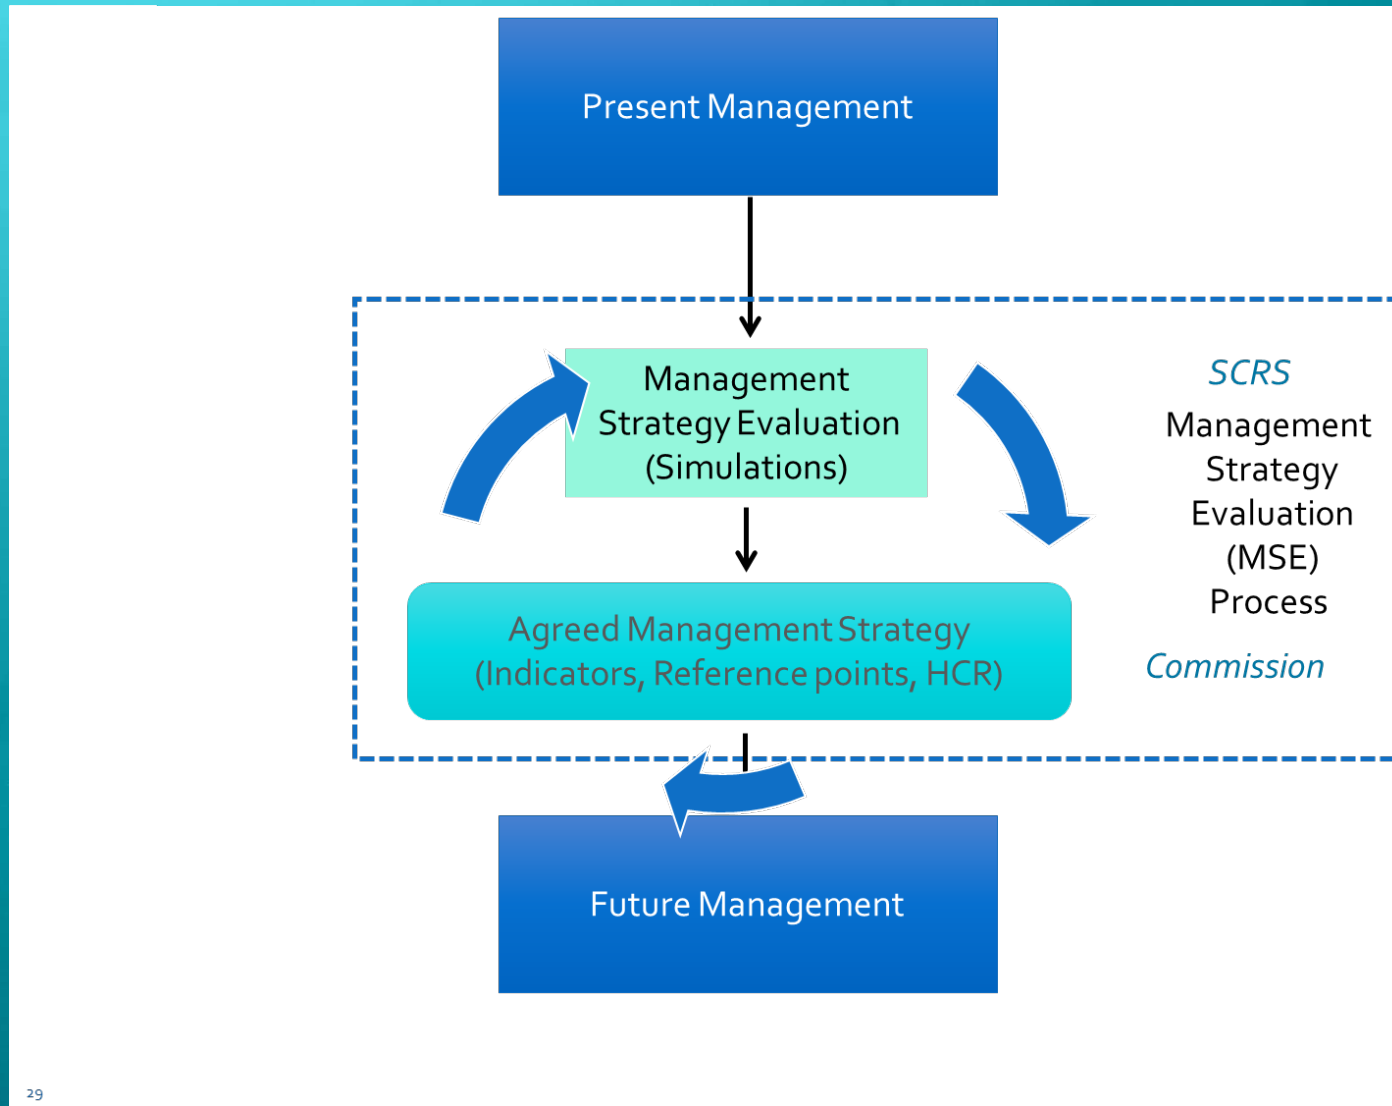 Present Management
Management
Strategy Evaluation
(Simulations)
SCRS
Management
Strategy
Evaluation
(MSE)
Process
Agreed Management Strategy
(Indicators, Reference points, HCR)
Commission
Future Management
29